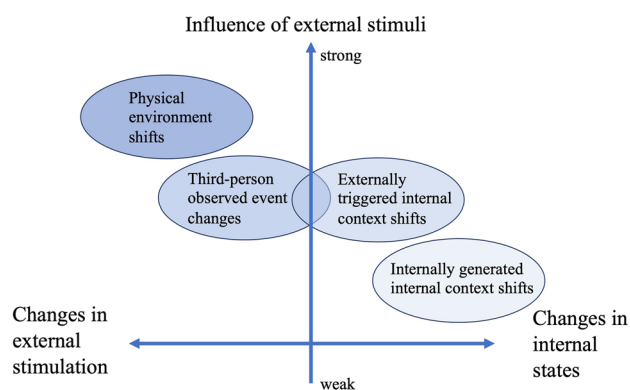 Influence of external stimuli
strong
Physical
environment
shifts
Third-person
observed event
changes
Externally
triggered internal
context shifts
Internally generated
internal context shifts
Changes in
external
stimulation
Changes in
internal
states
weak